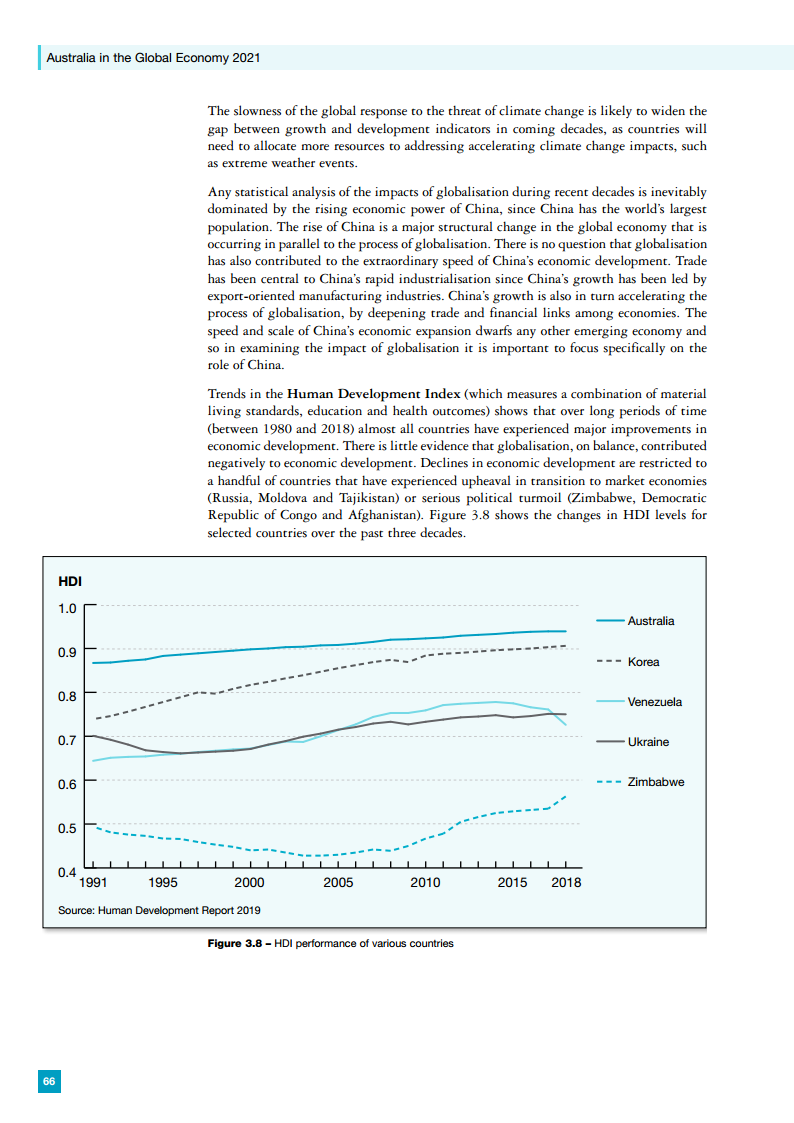 Australia in the Global Economy 2021
The slowness of the global response to the threat of climate change is likely to widen the
gap between growth and development indicators in coming decades, as countries will
need to allocate more resources to addressing accelerating climate change impacts, such
as extreme weather events.
Any statistical analysis of the impacts of globalisation during recent decades is inevitably
dominated by the rising economic power of China, since China has the world's largest
population. The rise of China is a major structural change in the global economy that is
occurring in parallel to the process of globalisation. There is no question that globalisation
has also contributed to the extraordinary speed of China's economic development. Trade
has been central to China's rapid industrialisation since China's growth has been led by
export-oriented manufacturing industries. China's growth is also in turn accelerating the
process of globalisation, by deepening trade and financial links among economies. The
speed and scale of China's economic expansion dwarfs any other emerging economy and
so in examining the impact of globalisation it is important to focus specifically on the
role of China.
Trends in the Human Development Index (which measures a combination of material
living standards, education and health outcomes) shows that over long periods of time
(between 1980 and 2018) almost all countries have experienced major improvements in
economic development. There is little evidence that globalisation, on balance, contributed
negatively to economic development. Declines in economic development are restricted to
a handful of countries that have experienced upheaval in transition to market economies
(Russia, Moldova and Tajikistan) or serious political turmoil (Zimbabwe, Democratic
Republic of Congo and Afghanistan). Figure 3.8 shows the changes in HDI levels for
selected countries over the past three decades.
HDI
1.0
0.9
0.8
0.7
0.6
0.5
0.4
1991 1995 2000 2005 2010 2015 2018
Australia
Korea
Venezuela
Ukraine
Zimbabwe
Source: Human Development Report 2019
Figure 3.8 – HDI performance of various countries
66